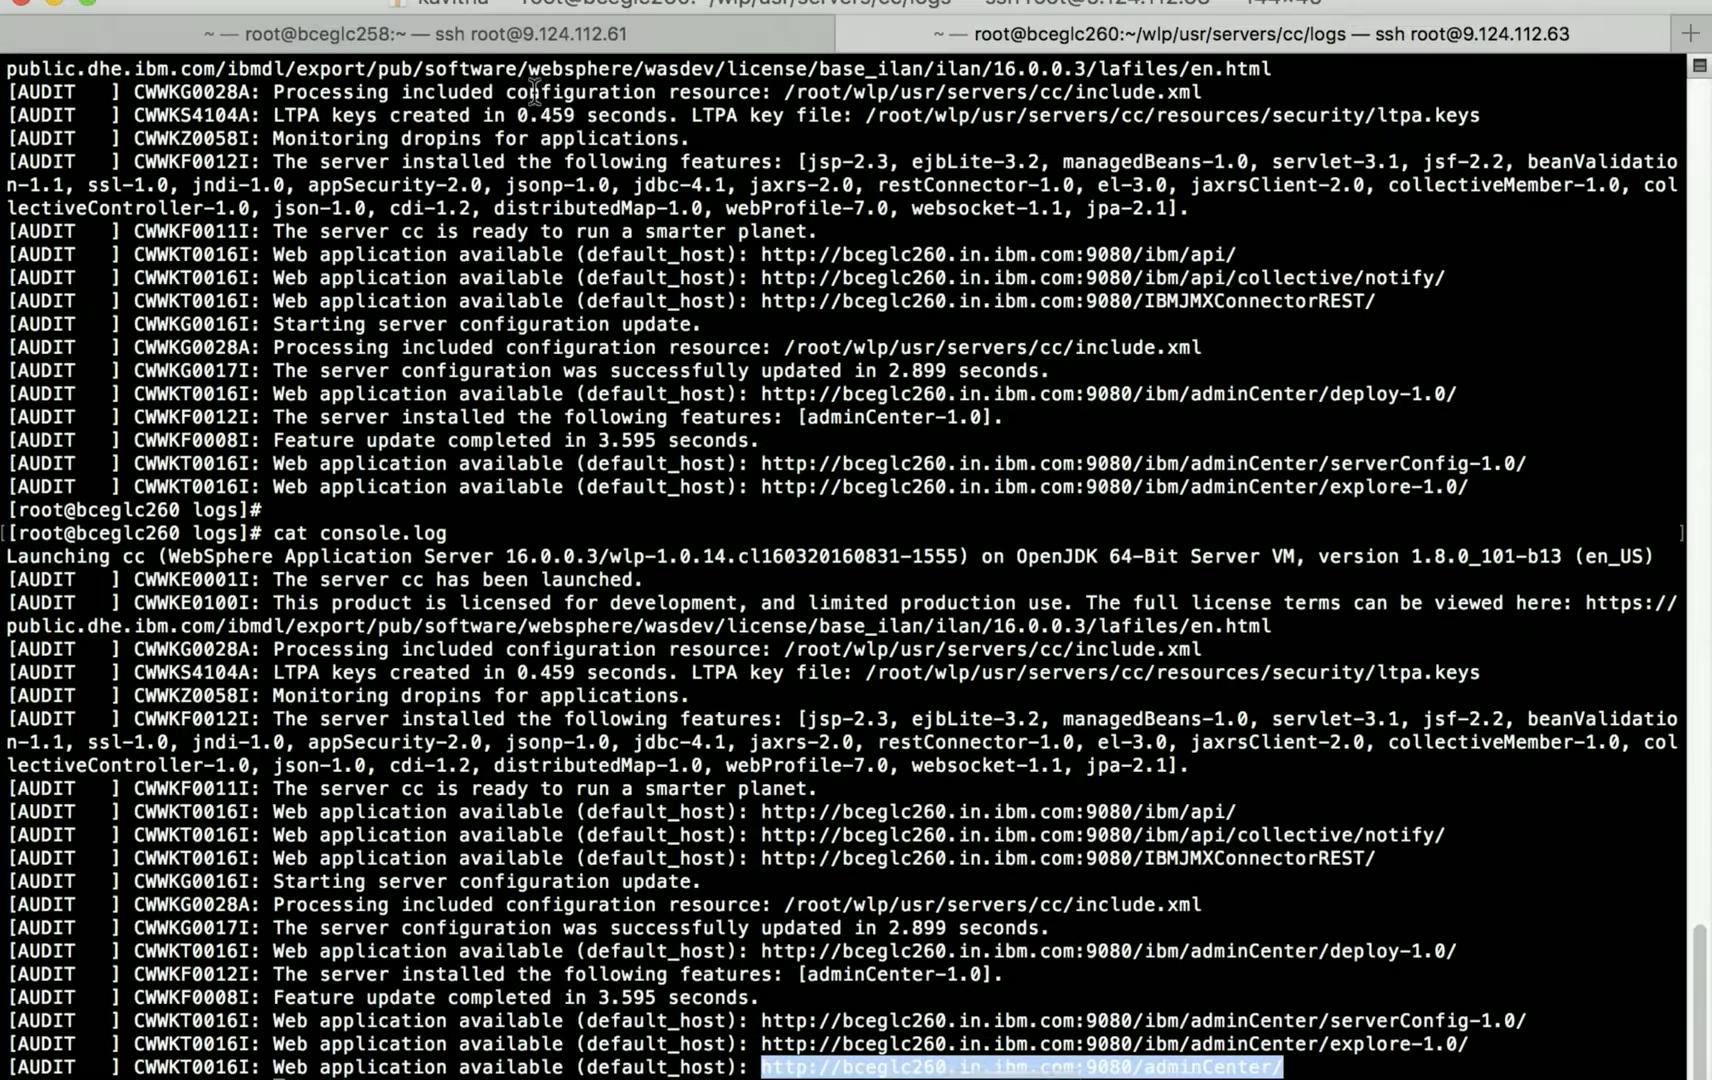 ~ — root@bceglc258:~ — ssh root@9.124.112.61
~ — root@bceglc260:~/wlp/usr/servers/cc/logs — ssh root@9.124.112.63
public.dhe.ibm.com/ibmdl/export/pub/software/websphere/wasdev/license/base_ilan/ilan/16.0.0.3/lafiles/en.html
[AUDIT   ] CWWKG0028A: Processing included configuration resource: /root/wlp/usr/servers/cc/include.xml
[AUDIT   ] CWWKS4104A: LTPA keys created in 0.459 seconds. LTPA key file: /root/wlp/usr/servers/cc/resources/security/ltpa.keys
[AUDIT   ] CWWKZ0058I: Monitoring dropins for applications.
[AUDIT   ] CWWKF0012I: The server installed the following features: [jsp-2.3, ejbLite-3.2, managedBeans-1.0, servlet-3.1, jsf-2.2, beanValidatio
n-1.1, ssl-1.0, jndi-1.0, appSecurity-2.0, jsonp-1.0, jdbc-4.1, jaxrs-2.0, restConnector-1.0, el-3.0, jaxrsClient-2.0, collectiveMember-1.0, col
lectiveController-1.0, json-1.0, cdi-1.2, distributedMap-1.0, webProfile-7.0, websocket-1.1, jpa-2.1].
[AUDIT   ] CWWKF0011I: The server cc is ready to run a smarter planet.
[AUDIT   ] CWWKT0016I: Web application available (default_host): http://bceglc260.in.ibm.com:9080/ibm/api/
[AUDIT   ] CWWKT0016I: Web application available (default_host): http://bceglc260.in.ibm.com:9080/ibm/api/collective/notify/
[AUDIT   ] CWWKT0016I: Web application available (default_host): http://bceglc260.in.ibm.com:9080/IBMJMXConnectorREST/
[AUDIT   ] CWWKG0016I: Starting server configuration update.
[AUDIT   ] CWWKG0028A: Processing included configuration resource: /root/wlp/usr/servers/cc/include.xml
[AUDIT   ] CWWKG0017I: The server configuration was successfully updated in 2.899 seconds.
[AUDIT   ] CWWKT0016I: Web application available (default_host): http://bceglc260.in.ibm.com:9080/ibm/adminCenter/deploy-1.0/
[AUDIT   ] CWWKF0012I: The server installed the following features: [adminCenter-1.0].
[AUDIT   ] CWWKF0008I: Feature update completed in 3.595 seconds.
[AUDIT   ] CWWKT0016I: Web application available (default_host): http://bceglc260.in.ibm.com:9080/ibm/adminCenter/serverConfig-1.0/
[AUDIT   ] CWWKT0016I: Web application available (default_host): http://bceglc260.in.ibm.com:9080/ibm/adminCenter/explore-1.0/
[root@bceglc260 logs]#
[[root@bceglc260 logs]# cat console.log ]
Launching cc (WebSphere Application Server 16.0.0.3/wlp-1.0.14.cl160320160831-1555) on OpenJDK 64-Bit Server VM, version 1.8.0_101-b13 (en_US)
[AUDIT   ] CWWKE0001I: The server cc has been launched.
[AUDIT   ] CWWKE0100I: This product is licensed for development, and limited production use. The full license terms can be viewed here: https://
public.dhe.ibm.com/ibmdl/export/pub/software/websphere/wasdev/license/base_ilan/ilan/16.0.0.3/lafiles/en.html
[AUDIT   ] CWWKG0028A: Processing included configuration resource: /root/wlp/usr/servers/cc/include.xml
[AUDIT   ] CWWKS4104A: LTPA keys created in 0.459 seconds. LTPA key file: /root/wlp/usr/servers/cc/resources/security/ltpa.keys
[AUDIT   ] CWWKZ0058I: Monitoring dropins for applications.
[AUDIT   ] CWWKF0012I: The server installed the following features: [jsp-2.3, ejbLite-3.2, managedBeans-1.0, servlet-3.1, jsf-2.2, beanValidatio
n-1.1, ssl-1.0, jndi-1.0, appSecurity-2.0, jsonp-1.0, jdbc-4.1, jaxrs-2.0, restConnector-1.0, el-3.0, jaxrsClient-2.0, collectiveMember-1.0, col
lectiveController-1.0, json-1.0, cdi-1.2, distributedMap-1.0, webProfile-7.0, websocket-1.1, jpa-2.1].
[AUDIT   ] CWWKF0011I: The server cc is ready to run a smarter planet.
[AUDIT   ] CWWKT0016I: Web application available (default_host): http://bceglc260.in.ibm.com:9080/ibm/api/
[AUDIT   ] CWWKT0016I: Web application available (default_host): http://bceglc260.in.ibm.com:9080/ibm/api/collective/notify/
[AUDIT   ] CWWKT0016I: Web application available (default_host): http://bceglc260.in.ibm.com:9080/IBMJMXConnectorREST/
[AUDIT   ] CWWKG0016I: Starting server configuration update.
[AUDIT   ] CWWKG0028A: Processing included configuration resource: /root/wlp/usr/servers/cc/include.xml
[AUDIT   ] CWWKG0017I: The server configuration was successfully updated in 2.899 seconds.
[AUDIT   ] CWWKT0016I: Web application available (default_host): http://bceglc260.in.ibm.com:9080/ibm/adminCenter/deploy-1.0/
[AUDIT   ] CWWKF0012I: The server installed the following features: [adminCenter-1.0].
[AUDIT   ] CWWKF0008I: Feature update completed in 3.595 seconds.
[AUDIT   ] CWWKT0016I: Web application available (default_host): http://bceglc260.in.ibm.com:9080/ibm/adminCenter/serverConfig-1.0/
[AUDIT   ] CWWKT0016I: Web application available (default_host): http://bceglc260.in.ibm.com:9080/ibm/adminCenter/explore-1.0/
[AUDIT   ] CWWKT0016I: Web application available (default_host): http://bceglc260.in.ibm.com:9080/adminCenter/